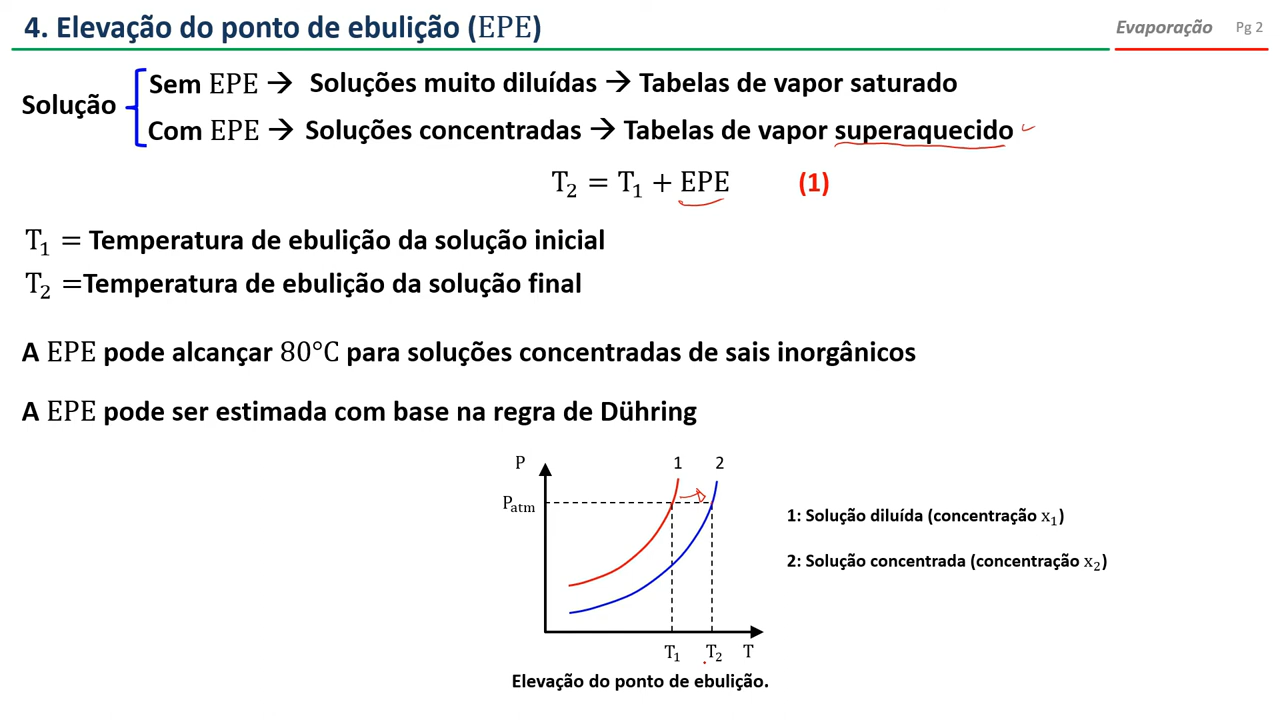 4. Elevação do ponto de ebulição (EPE)
Evaporação Pg 2
Solução
Sem EPE → Soluções muito diluídas → Tabelas de vapor saturado
Com EPE → Soluções concentradas → Tabelas de vapor superaquecido
T₂ = T₁ + EPE (1)
T₁ = Temperatura de ebulição da solução inicial
T₂ =Temperatura de ebulição da solução final
A EPE pode alcançar 80°C para soluções concentradas de sais inorgânicos
A EPE pode ser estimada com base na regra de Dühring
P 1 2
Pₐₜₘ
1: Solução diluída (concentração x₁)
2: Solução concentrada (concentração x₂)
T₁ T₂ T
Elevação do ponto de ebulição.